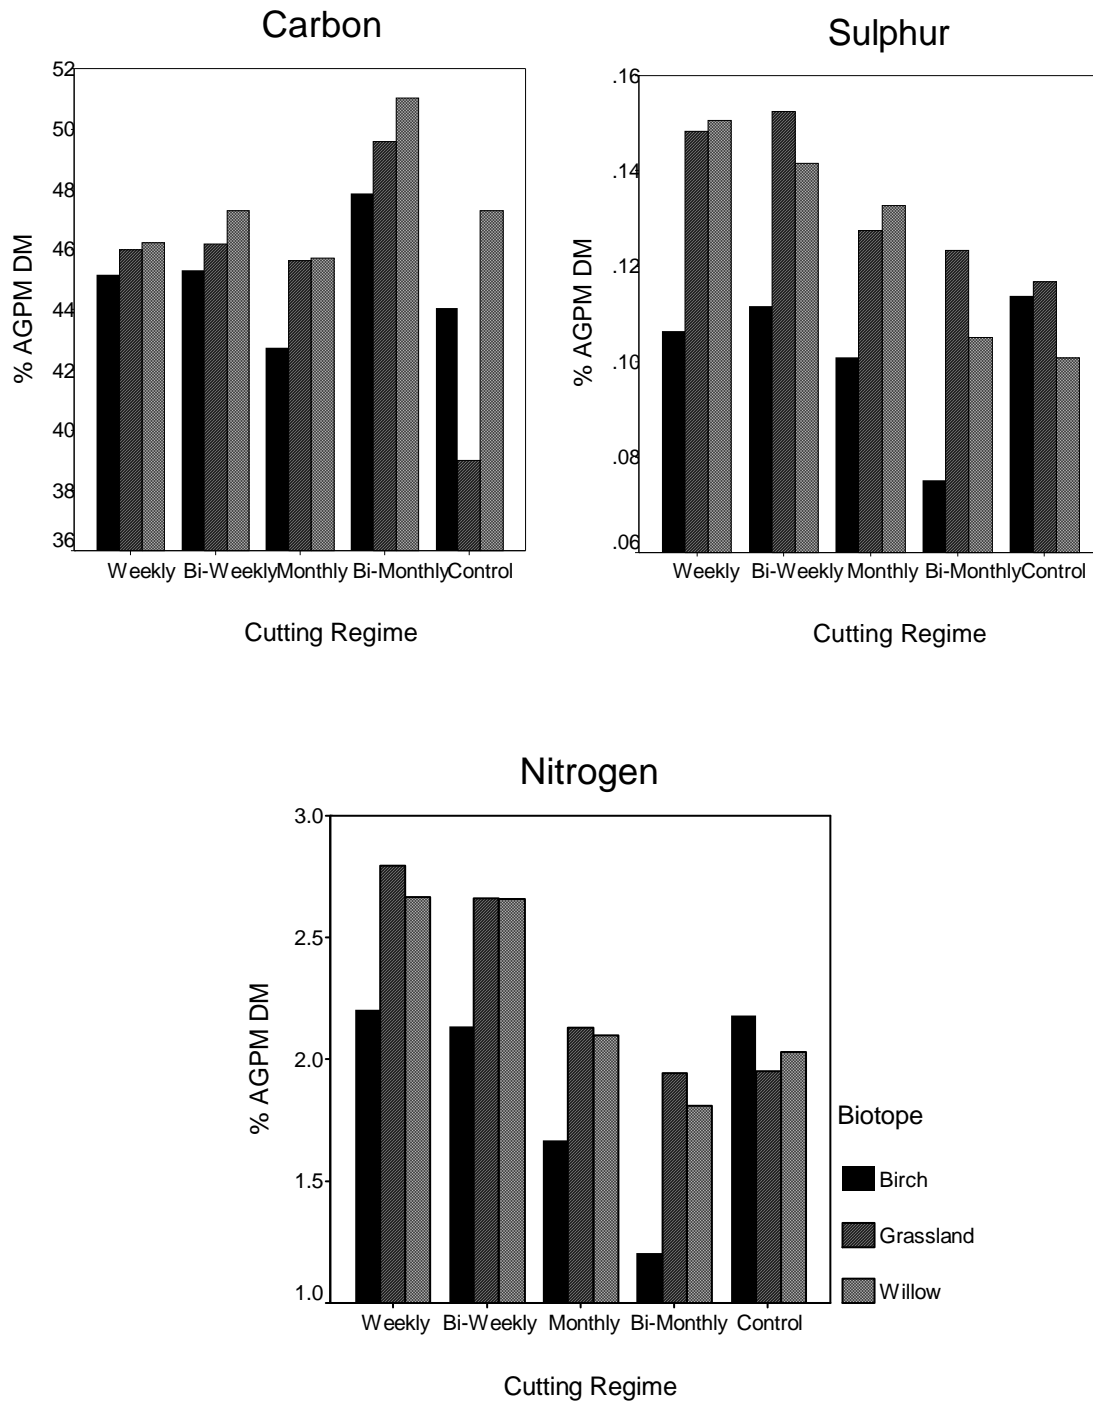 Carbon
52
50
48
46
44
42
40
38
36
% AGPM DM
Weekly Bi-Weekly Monthly Bi-Monthly Control
Cutting Regime
Sulphur
.16
.14
.12
.10
.08
.06
% AGPM DM
Weekly Bi-Weekly Monthly Bi-Monthly Control
Cutting Regime
Nitrogen
3.0
2.5
2.0
1.5
1.0
% AGPM DM
Weekly Bi-Weekly Monthly Bi-Monthly Control
Cutting Regime
Biotope
Birch
Grassland
Willow